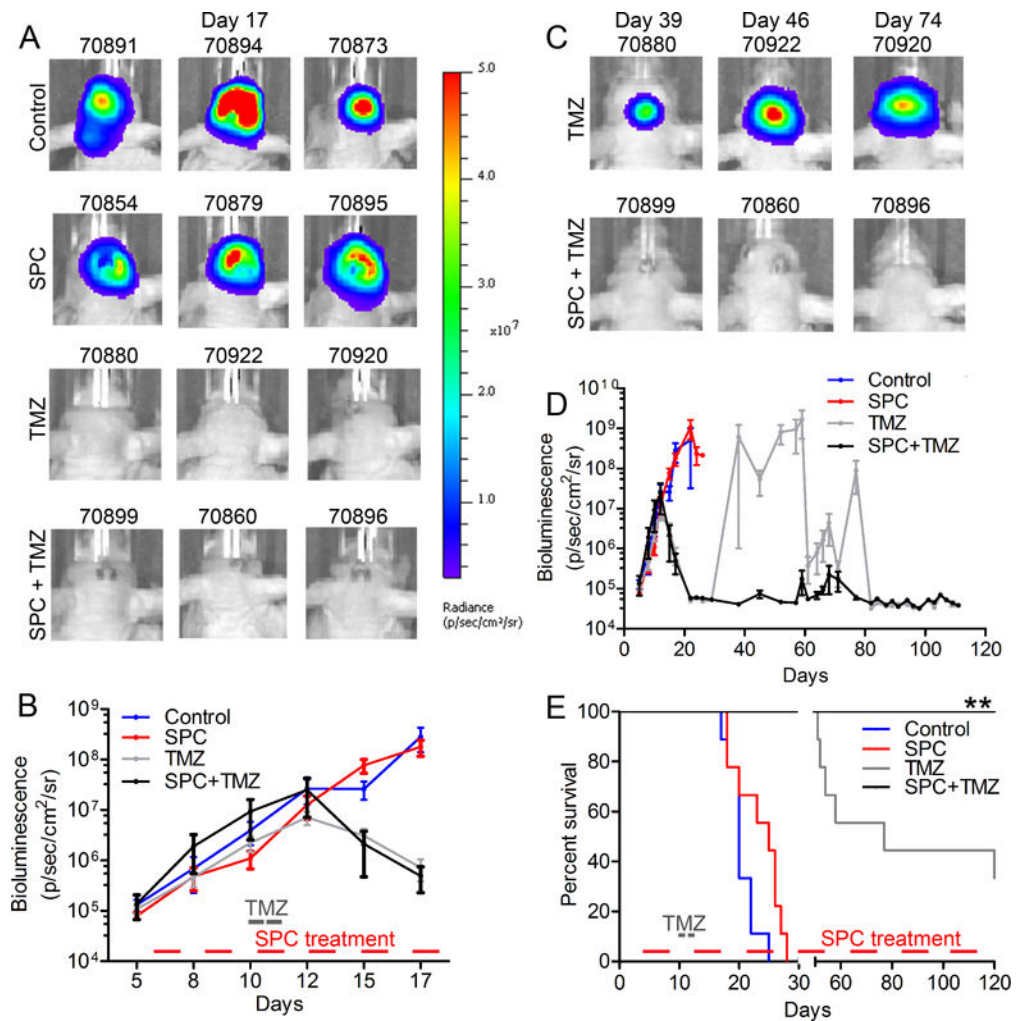 A
Day 17
70891 70894 70873
Control
70854 70879 70895
SPC
70880 70922 70920
TMZ
70899 70860 70896
SPC + TMZ
5.0
4.0
x10⁷
3.0
2.0
1.0
Radiance
(p/sec/cm²/sr)
C
Day 39 Day 46 Day 74
70880 70922 70920
TMZ
70899 70860 70896
SPC + TMZ
B
Bioluminescence
(p/sec/cm²/sr)
10⁹
10⁸
10⁷
10⁶
10⁵
10⁴
Control
SPC
TMZ
SPC+TMZ
TMZ
SPC treatment
5 8 10 12 15 17
Days
D
Bioluminescence
(p/sec/cm²/sr)
10¹⁰
10⁹
10⁸
10⁷
10⁶
10⁵
10⁴
Control
SPC
TMZ
SPC+TMZ
0 20 40 60 80 100 120
Days
E
Percent survival
100
80
60
40
20
0
**
Control
SPC
TMZ
SPC+TMZ
TMZ
SPC treatment
0 10 20 30 60 80 100 120
Days